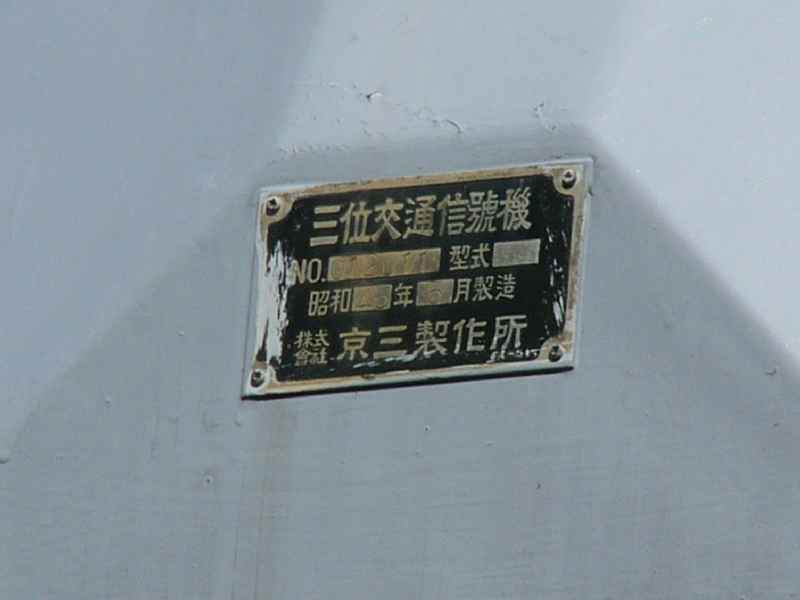 三位交通信號機
NO. 型式
昭和 年 月製造
株式會社 京三製作所